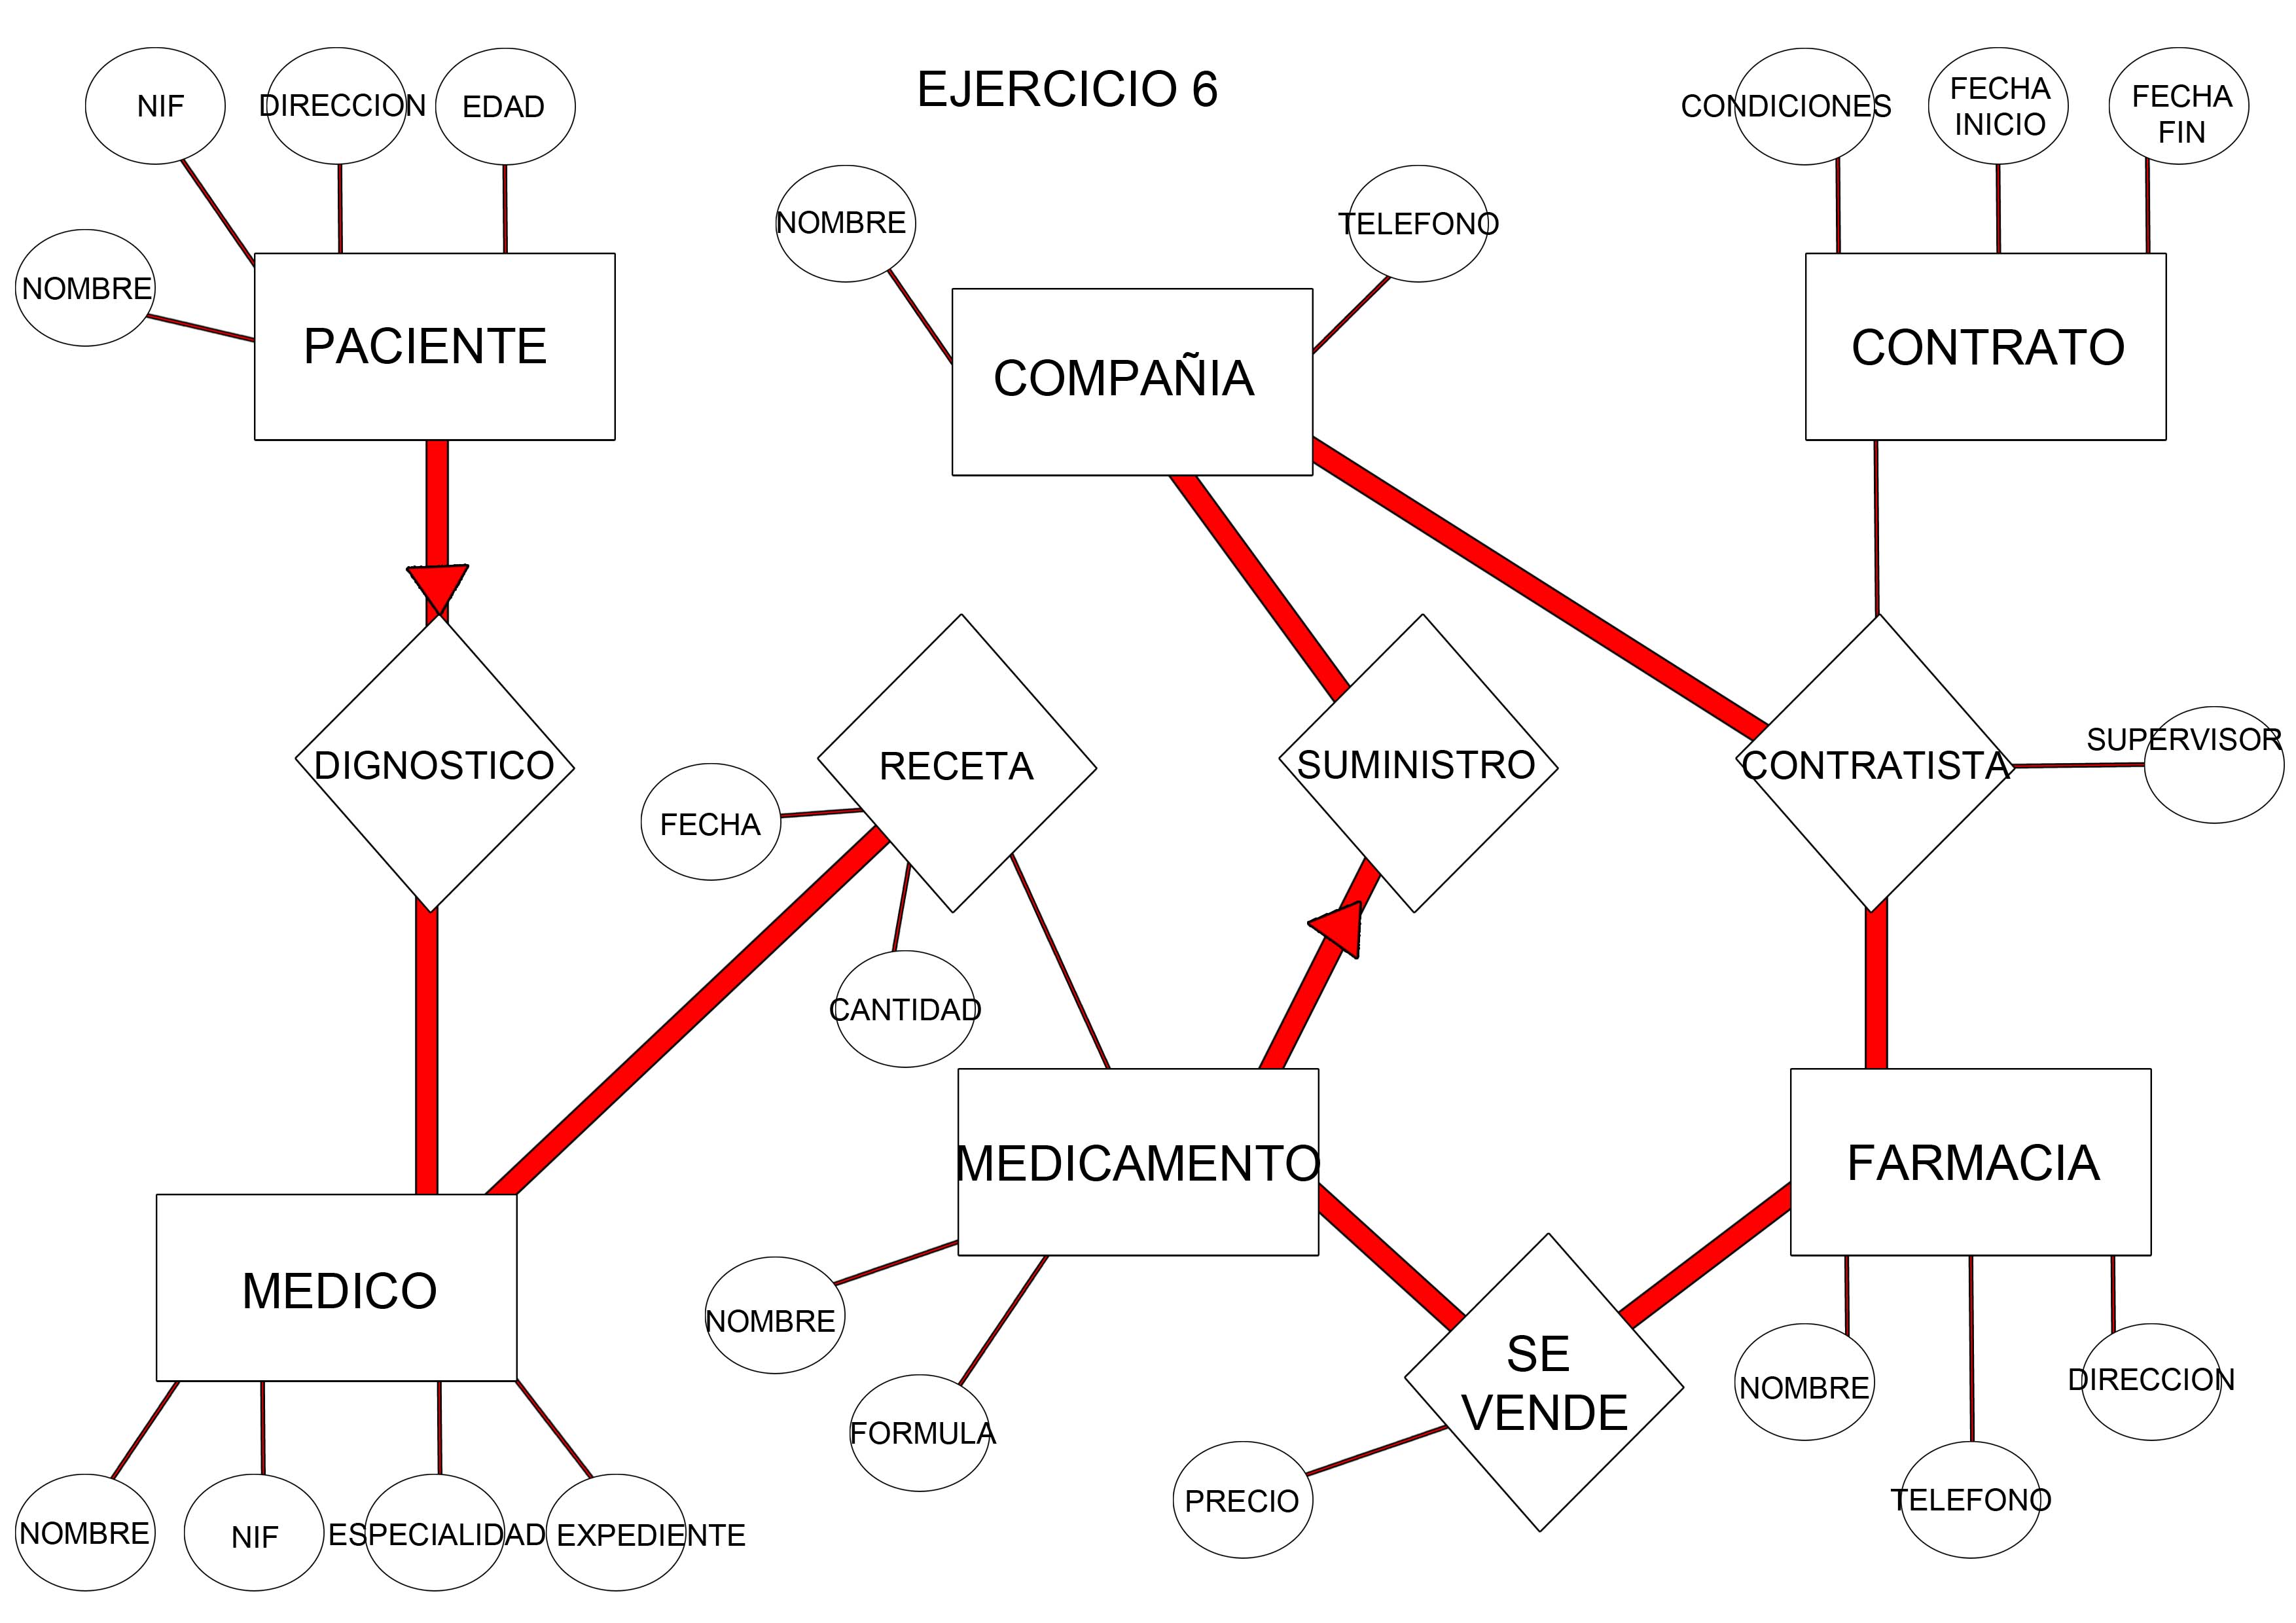 EJERCICIO 6
NIF
DIRECCION
EDAD
NOMBRE
PACIENTE
NOMBRE
TELEFONO
COMPAÑIA
CONDICIONES
FECHA
INICIO
FECHA
FIN
CONTRATO
DIGNOSTICO
RECETA
SUMINISTRO
CONTRATISTA
SUPERVISOR
FECHA
CANTIDAD
MEDICO
MEDICAMENTO
FARMACIA
NOMBRE
FORMULA
SE
VENDE
PRECIO
NOMBRE
DIRECCION
TELEFONO
NOMBRE
NIF
ESPECIALIDAD
EXPEDIENTE